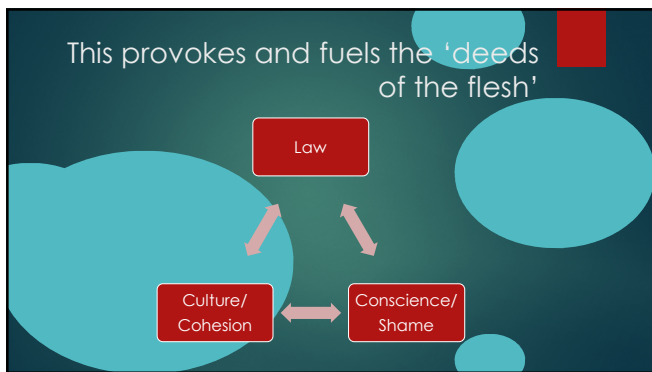 This provokes and fuels the ‘deeds
of the flesh’
Law
Culture/
Cohesion
Conscience/
Shame